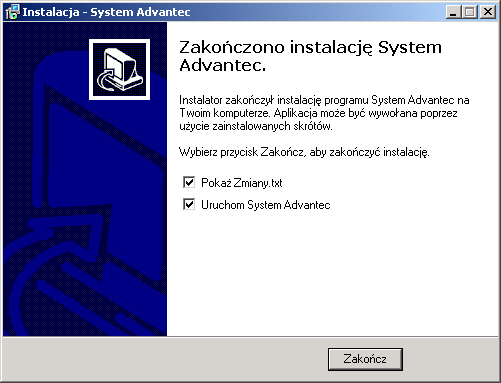 Instalacja - System Advantec
Zakończono instalację System
Advantec.
Instalator zakończył instalację programu System Advantec na
Twoim komputerze. Aplikacja może być wywołana poprzez
użycie zainstalowanych skrótów.
Wybierz przycisk Zakończ, aby zakończyć instalację.
Pokaż Zmiany.txt
Uruchom System Advantec
Zakończ